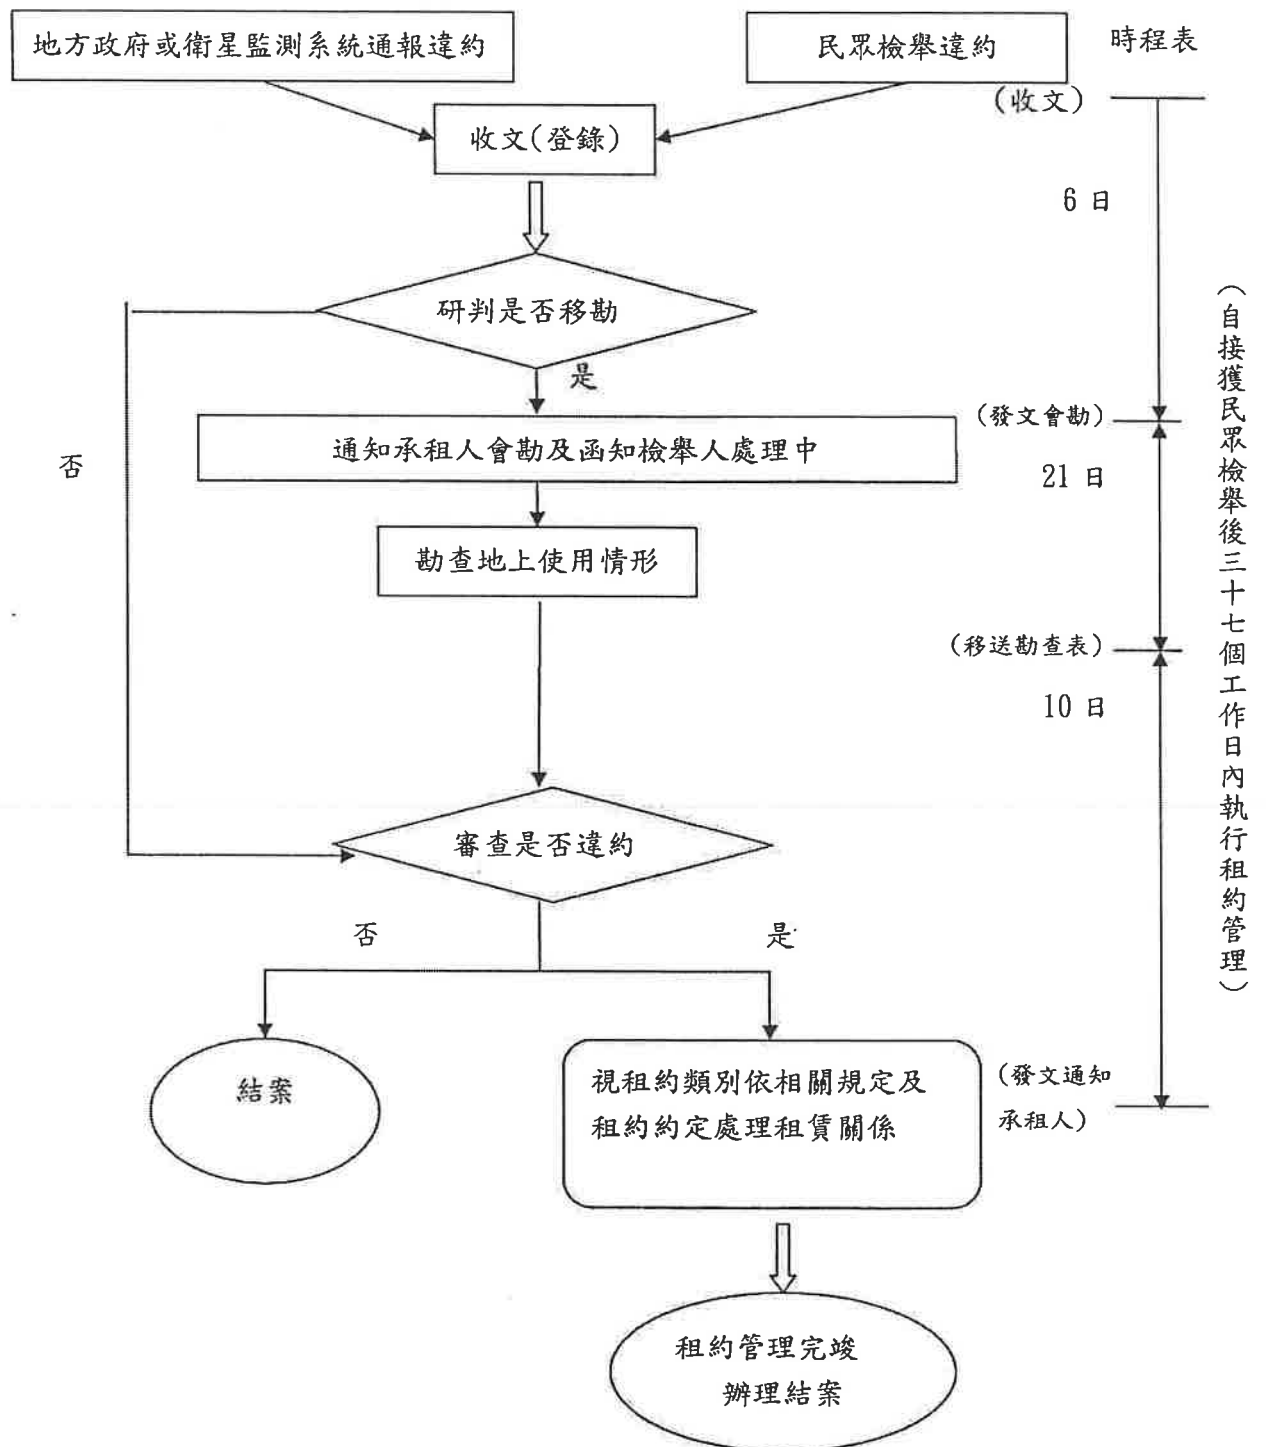 地方政府或衛星監測系統通報違約
民眾檢舉違約
時程表
(收文)
收文(登錄)
6 日
研判是否移勘
是
(發文會勘)
通知承租人會勘及函知檢舉人處理中
否
21 日
勘查地上使用情形
(移送勘查表)
10 日
(自接獲民眾檢舉後三十七個工作日內執行租約管理)
審查是否違約
否
是
結案
視租約類別依相關規定及
租約約定處理租賃關係
(發文通知
承租人)
租約管理完竣
辦理結案